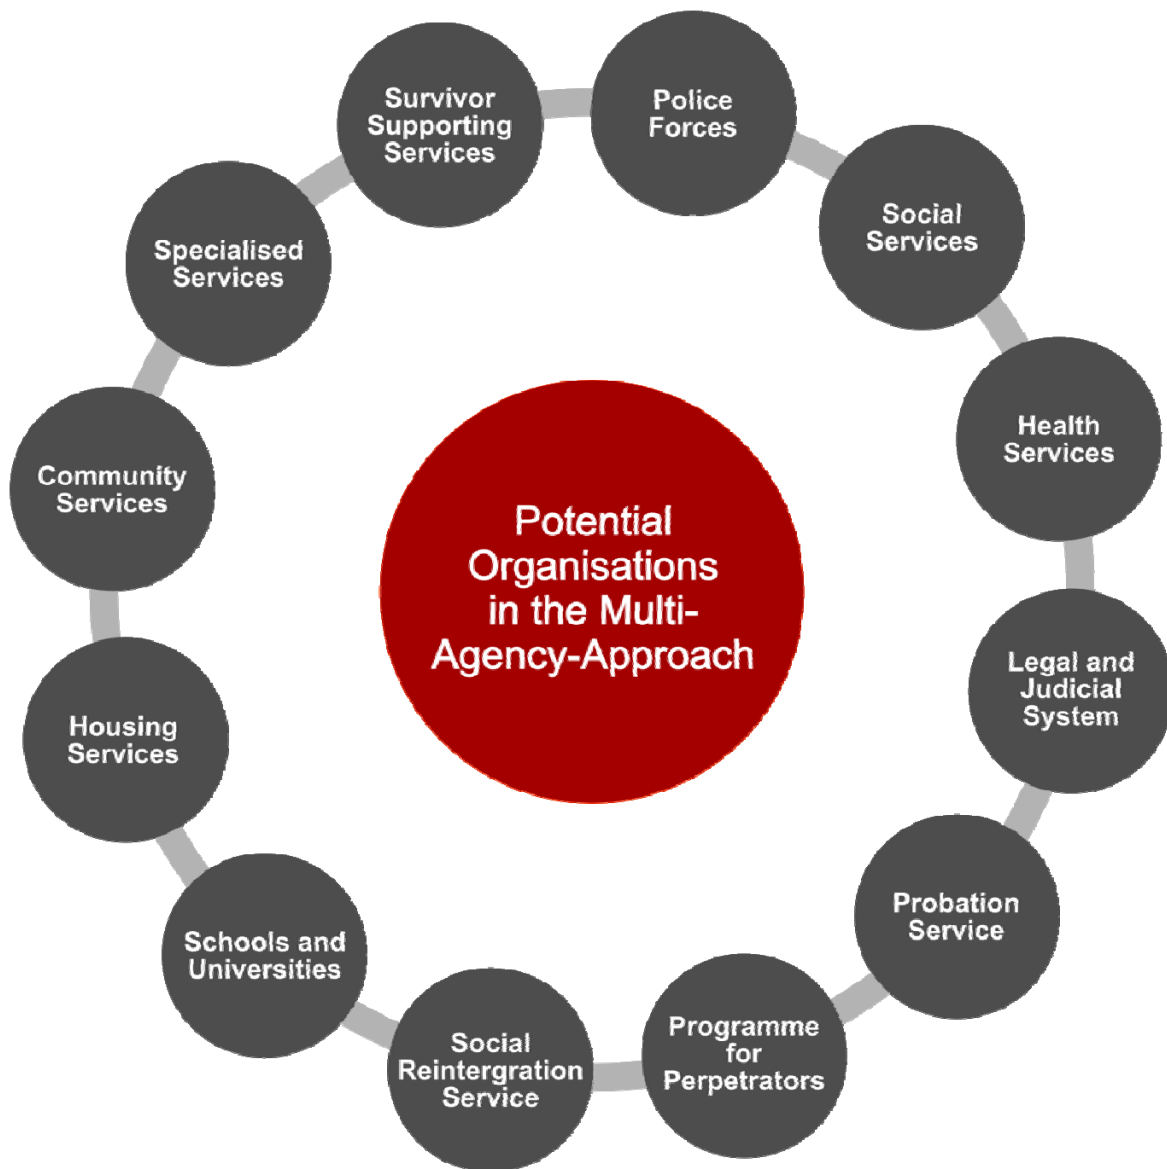 Survivor
Supporting
Services
Police
Forces
Social
Services
Health
Services
Legal and
Judicial
System
Probation
Service
Programme
for
Perpetrators
Social
Reintergration
Service
Schools and
Universities
Housing
Services
Community
Services
Specialised
Services
Potential
Organisations
in the Multi-
Agency-Approach